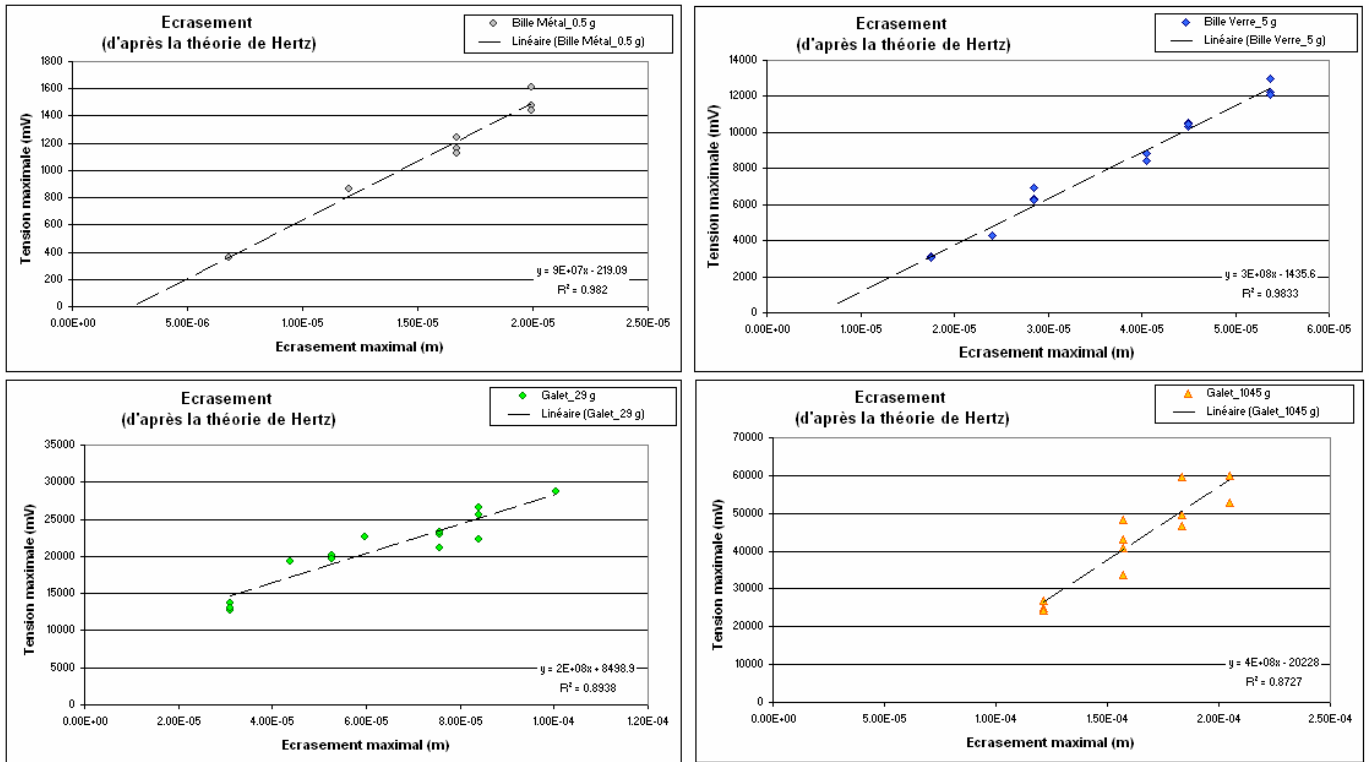 Ecrasement
(d'après la théorie de Hertz)
Bille Métal_0.5 g
Linéaire (Bille Métal_0.5 g)
Tension maximale (mV)
1800
1600
1400
1200
1000
800
600
400
200
0
y = 9E+07x - 219.09
R² = 0.982
0.00E+00 5.00E-06 1.00E-05 1.50E-05 2.00E-05 2.50E-05
Ecrasement maximal (m)
Ecrasement
(d'après la théorie de Hertz)
Bille Verre_5 g
Linéaire (Bille Verre_5 g)
Tension maximale (mV)
14000
12000
10000
8000
6000
4000
2000
0
y = 3E+08x - 1435.6
R² = 0.9833
0.00E+00 1.00E-05 2.00E-05 3.00E-05 4.00E-05 5.00E-05 6.00E-05
Ecrasement maximal (m)
Ecrasement
(d'après la théorie de Hertz)
Galet_29 g
Linéaire (Galet_29 g)
Tension maximale (mV)
35000
30000
25000
20000
15000
10000
5000
0
y = 2E+08x + 8498.9
R² = 0.8938
0.00E+00 2.00E-05 4.00E-05 6.00E-05 8.00E-05 1.00E-04 1.20E-04
Ecrasement maximal (m)
Ecrasement
(d'après la théorie de Hertz)
Galet_1045 g
Linéaire (Galet_1045 g)
Tension maximale (mV)
70000
60000
50000
40000
30000
20000
10000
0
y = 4E+08x - 20228
R² = 0.8727
0.00E+00 5.00E-05 1.00E-04 1.50E-04 2.00E-04 2.50E-04
Ecrasement maximal (m)